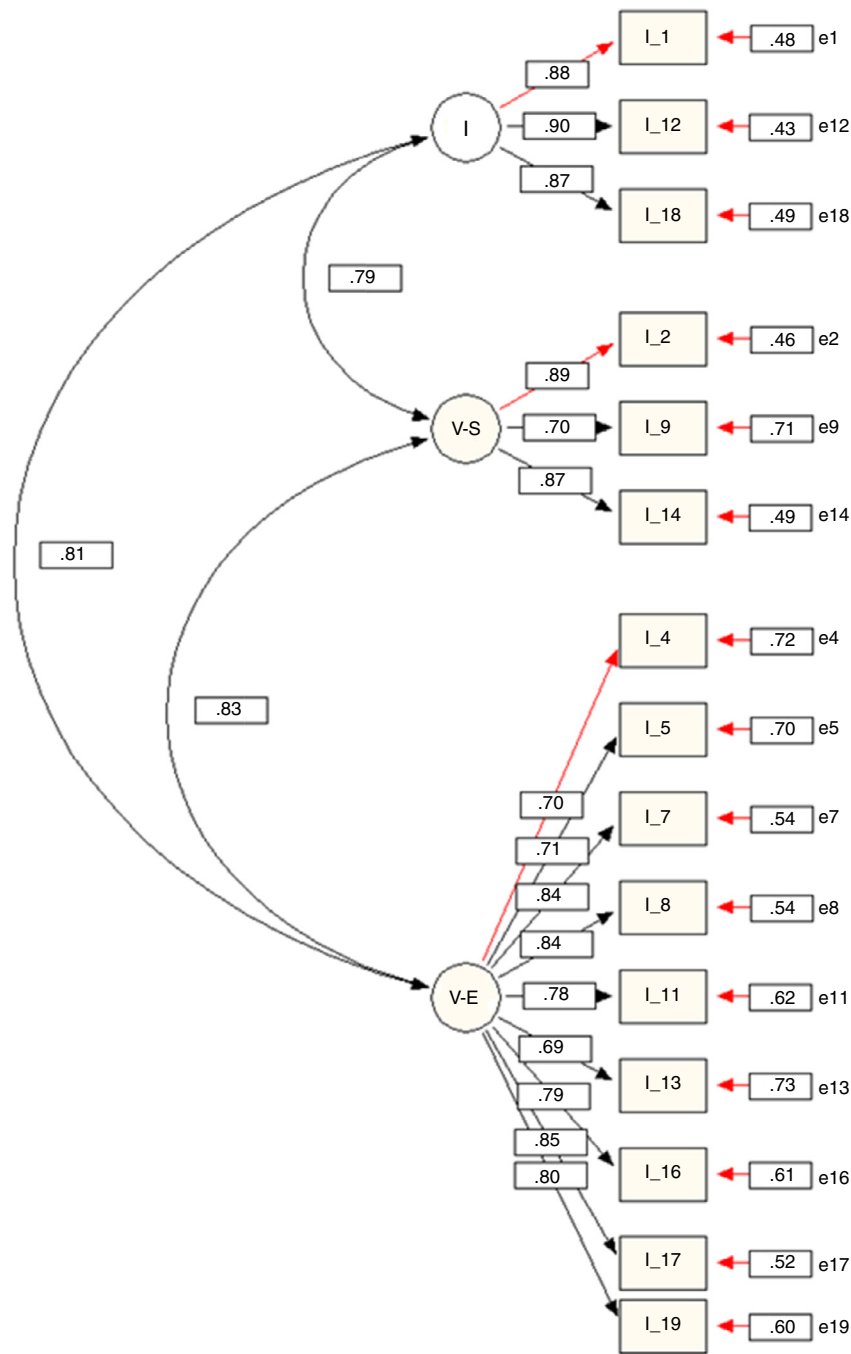 I_1
.48 e1
.88
I
.90
I_12
.43 e12
.87
I_18
.49 e18
.79
I_2
.46 e2
.89
V-S
.70
I_9
.71 e9
.87
I_14
.49 e14
.81
I_4
.72 e4
.83
I_5
.70 e5
.70
I_7
.54 e7
.71
.84
I_8
.54 e8
.84
V-E
.78
I_11
.62 e11
.69
I_13
.73 e13
.79
.85
I_16
.61 e16
.80
I_17
.52 e17
I_19
.60 e19